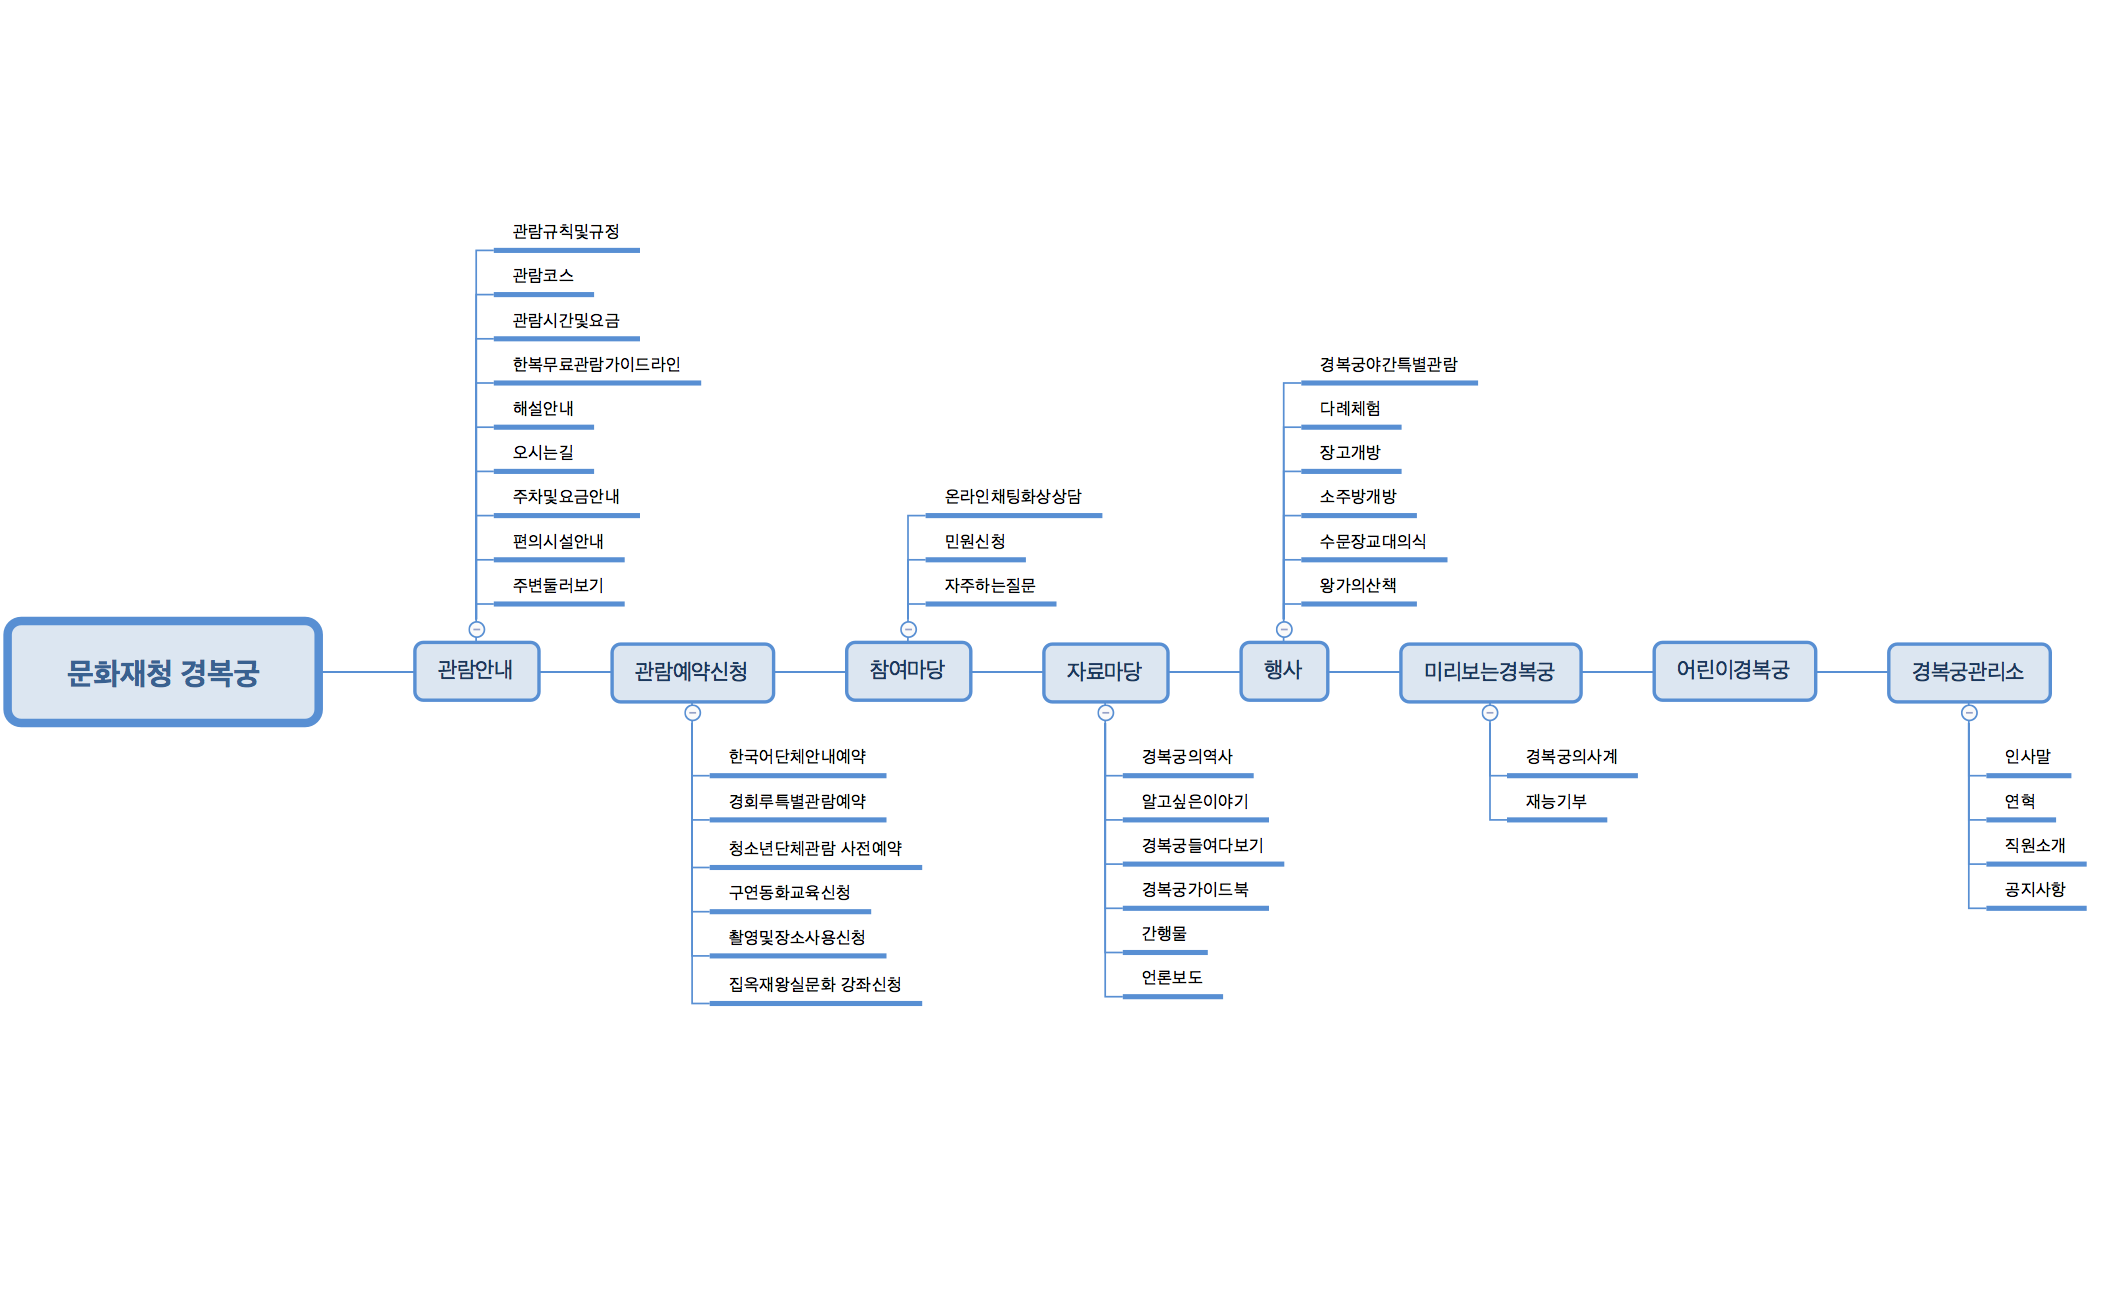 문화재청 경복궁
관람안내
관람규칙및규정
관람코스
관람시간및요금
한복무료관람가이드라인
해설안내
오시는길
주차및요금안내
편의시설안내
주변둘러보기
관람예약신청
한국어단체안내예약
경회루특별관람예약
청소년단체관람 사전예약
구연동화교육신청
촬영및장소사용신청
집옥재왕실문화 강좌신청
참여마당
온라인채팅화상상담
민원신청
자주하는질문
자료마당
경복궁의역사
알고싶은이야기
경복궁들여다보기
경복궁가이드북
간행물
언론보도
행사
경복궁야간특별관람
다례체험
장고개방
소주방개방
수문장교대의식
왕가의산책
미리보는경복궁
경복궁의사계
재능기부
어린이경복궁
경복궁관리소
인사말
연혁
직원소개
공지사항